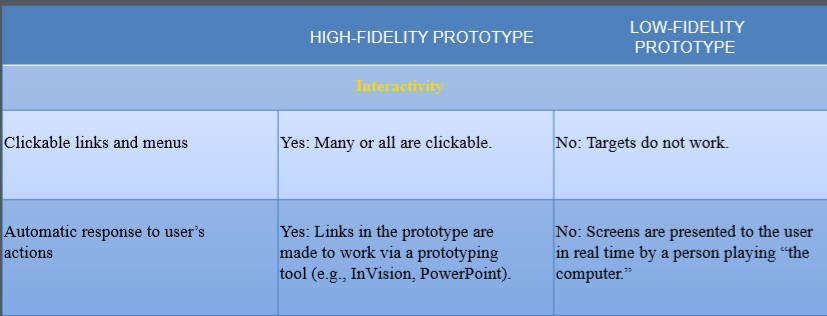 HIGH-FIDELITY PROTOTYPE
LOW-FIDELITY
PROTOTYPE
Interactivity
Clickable links and menus
Yes: Many or all are clickable.
No: Targets do not work.
Automatic response to user’s
actions
Yes: Links in the prototype are
made to work via a prototyping
tool (e.g., InVision, PowerPoint).
No: Screens are presented to the user
in real time by a person playing “the
computer.”